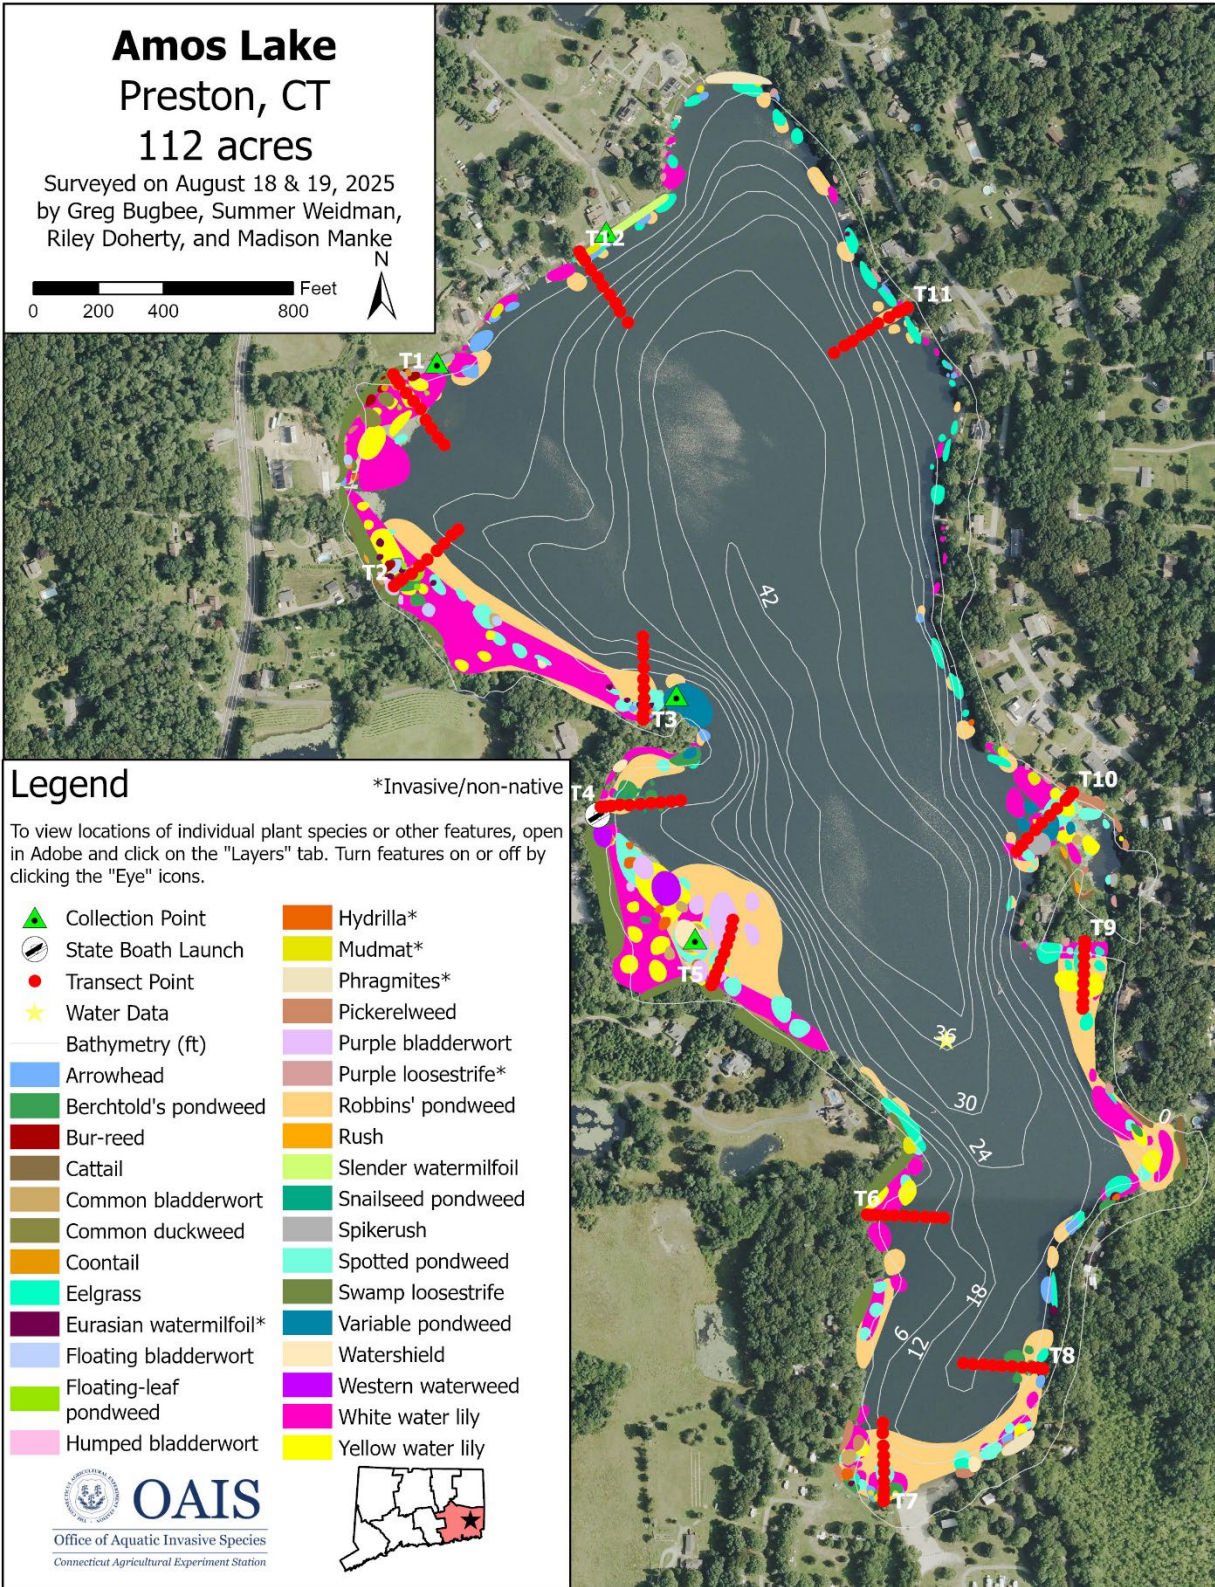 Amos Lake
Preston, CT
112 acres
Surveyed on August 18 & 19, 2025
by Greg Bugbee, Summer Weidman,
Riley Doherty, and Madison Manke
N
Feet
0 200 400 800
T12
T11
T1
T2
42
T3
T4
T10
T5
T9
36
30
24
0
T6
18
6
12
T8
T7
Legend
*Invasive/non-native
To view locations of individual plant species or other features, open
in Adobe and click on the "Layers" tab. Turn features on or off by
clicking the "Eye" icons.
Collection Point
State Boath Launch
Transect Point
Water Data
Bathymetry (ft)
Arrowhead
Berchtold's pondweed
Bur-reed
Cattail
Common bladderwort
Common duckweed
Coontail
Eelgrass
Eurasian watermilfoil*
Floating bladderwort
Floating-leaf
pondweed
Humped bladderwort
Hydrilla*
Mudmat*
Phragmites*
Pickerelweed
Purple bladderwort
Purple loosestrife*
Robbins' pondweed
Rush
Slender watermilfoil
Snailseed pondweed
Spikerush
Spotted pondweed
Swamp loosestrife
Variable pondweed
Watershield
Western waterweed
White water lily
Yellow water lily
OAIS
Office of Aquatic Invasive Species
Connecticut Agricultural Experiment Station